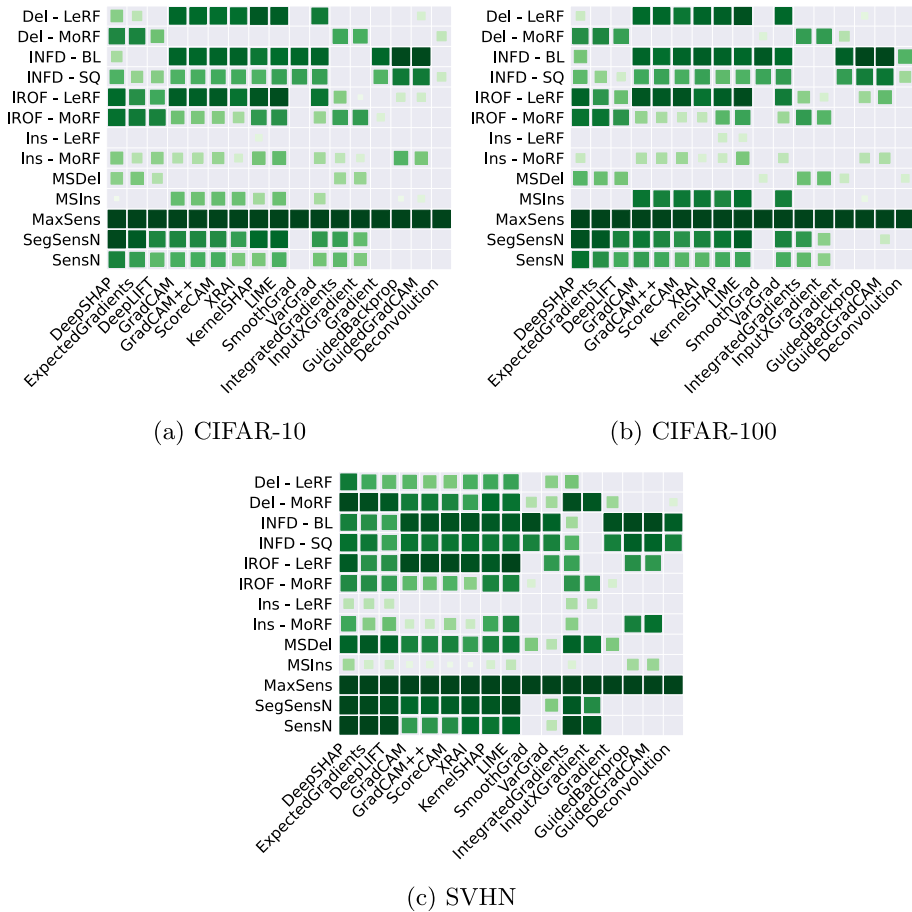 Del - LeRF
Del - MoRF
INFD - BL
INFD - SQ
IROF - LeRF
IROF - MoRF
Ins - LeRF
Ins - MoRF
MSDel
MSIns
MaxSens
SegSensN
SensN
DeepSHAP
ExpectedGradients
DeepLIFT
GradCAM
GradCAM++
ScoreCAM
XRAI
KernelSHAP
LIME
SmoothGrad
VarGrad
IntegratedGradients
InputXGradient
Gradient
GuidedBackprop
GuidedGradCAM
Deconvolution
(a) CIFAR-10
Del - LeRF
Del - MoRF
INFD - BL
INFD - SQ
IROF - LeRF
IROF - MoRF
Ins - LeRF
Ins - MoRF
MSDel
MSIns
MaxSens
SegSensN
SensN
DeepSHAP
ExpectedGradients
DeepLIFT
GradCAM
GradCAM++
ScoreCAM
XRAI
KernelSHAP
LIME
SmoothGrad
VarGrad
IntegratedGradients
InputXGradient
Gradient
GuidedBackprop
GuidedGradCAM
Deconvolution
(b) CIFAR-100
Del - LeRF
Del - MoRF
INFD - BL
INFD - SQ
IROF - LeRF
IROF - MoRF
Ins - LeRF
Ins - MoRF
MSDel
MSIns
MaxSens
SegSensN
SensN
DeepSHAP
ExpectedGradients
DeepLIFT
GradCAM
GradCAM++
ScoreCAM
XRAI
KernelSHAP
LIME
SmoothGrad
VarGrad
IntegratedGradients
InputXGradient
Gradient
GuidedBackprop
GuidedGradCAM
Deconvolution
(c) SVHN